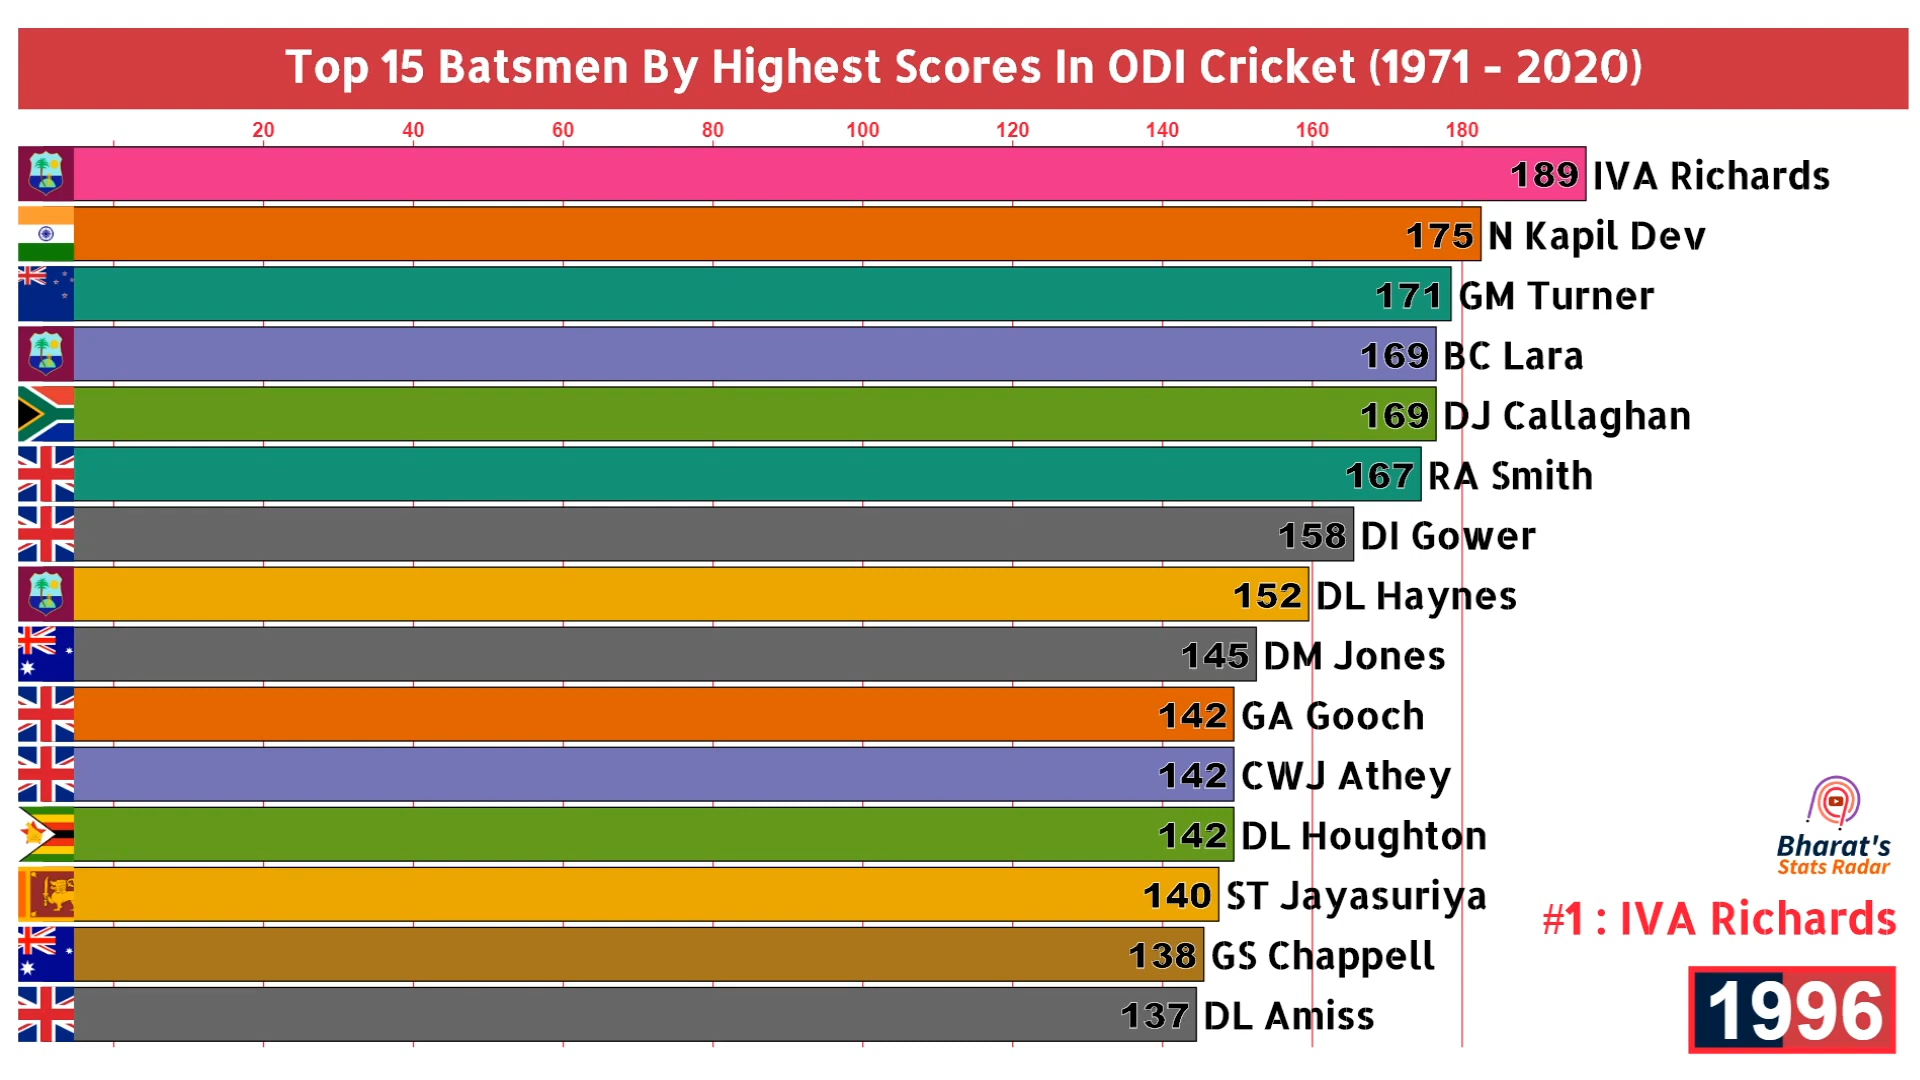 Top 15 Batsmen By Highest Scores In ODI Cricket (1971 - 2020)
20 40 60 80 100 120 140 160 180
189 IVA Richards
175 N Kapil Dev
171 GM Turner
169 BC Lara
169 DJ Callaghan
167 RA Smith
158 DI Gower
152 DL Haynes
145 DM Jones
142 GA Gooch
142 CWJ Athey
142 DL Houghton
140 ST Jayasuriya
138 GS Chappell
137 DL Amiss
Bharat's
Stats Radar
#1 : IVA Richards
1996